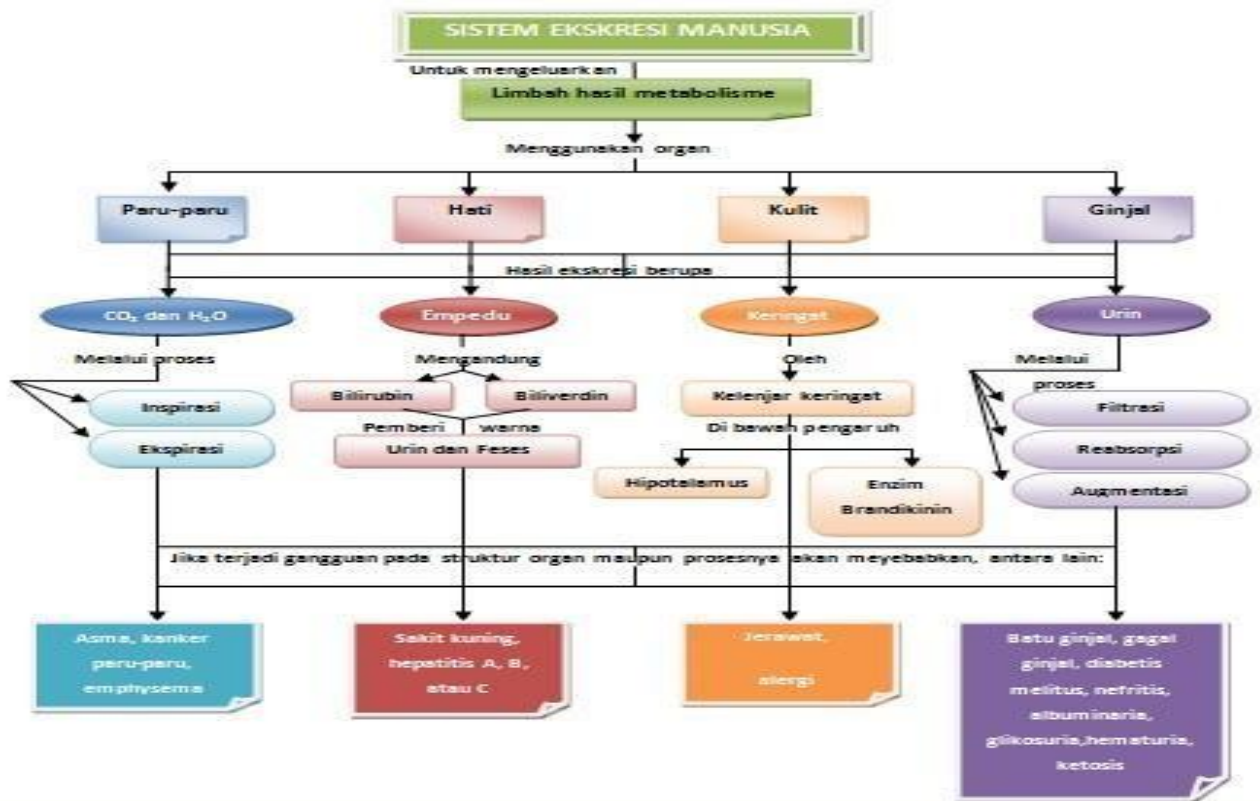 SISTEM EKSKRESI MANUSIA
Untuk mengeluarkan
Limbah hasil metabolisme
Menggunakan organ
Paru-paru
Hati
Kulit
Ginjal
Hasil ekskresi berupa
CO₂ dan H₂O
Empedu
Keringat
Urin
Melalui proses
Mengandung
Oleh
Melalui
proses
Bilirubin
Biliverdin
Kelenjar keringat
Inspirasi
Filtrasi
Pemberi warna
Di bawah pengaruh
Ekspirasi
Urin dan Feses
Reabsorpsi
Hipotalamus
Enzim
Brandikinin
Augmentasi
Jika terjadi gangguan pada struktur organ maupun prosesnya akan meyebabkan, antara lain:
Asma, kanker
paru-paru,
emphysema
Sakit kuning,
hepatitis A, B,
atau C
Jerawat,
alergi
Batu ginjal, gagal
ginjal, diabetis
melitus, nefritis,
albuminaria,
glikosuria,hematuria,
ketosis